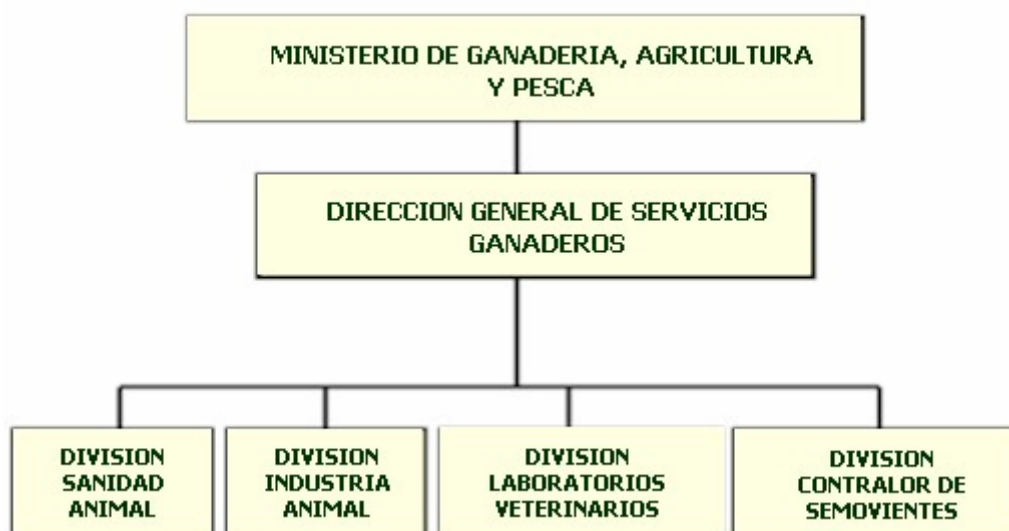 MINISTERIO DE GANADERIA, AGRICULTURA
Y PESCA
DIRECCION GENERAL DE SERVICIOS
GANADEROS
DIVISION
SANIDAD
ANIMAL
DIVISION
INDUSTRIA
ANIMAL
DIVISION
LABORATORIOS
VETERINARIOS
DIVISION
CONTRALOR DE
SEMOVIENTES